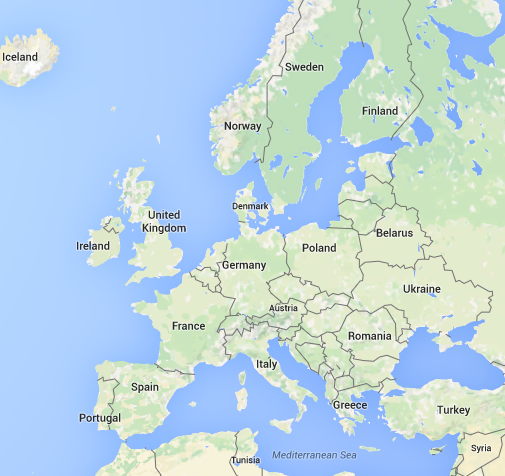 Iceland
Sweden
Finland
Norway
Denmark
United
Kingdom
Ireland
Belarus
Poland
Germany
Ukraine
Austria
France
Romania
Italy
Spain
Greece
Turkey
Portugal
Syria
Mediterranean Sea
Tunisia